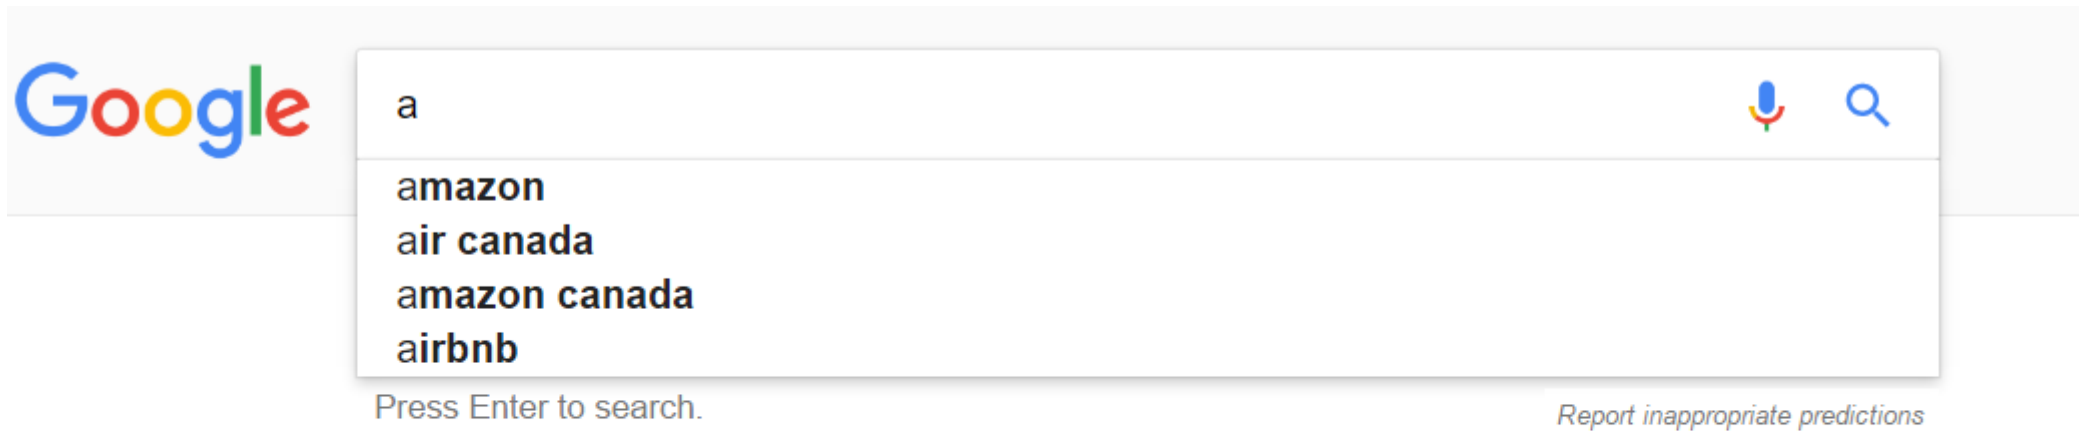 Google
a
amazon
air canada
amazon canada
airbnb
Press Enter to search.
Report inappropriate predictions